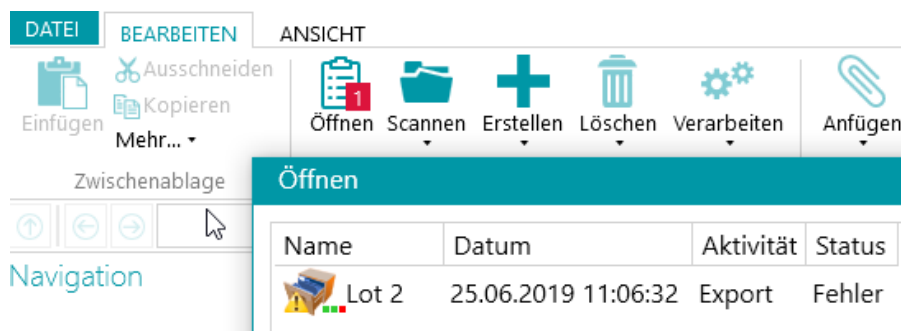 DATEI BEARBEITEN ANSICHT
Ausschneiden
Kopieren
Einfügen
Mehr...
1
Öffnen Scannen Erstellen Löschen Verarbeiten Anfügen
Zwischenablage
Öffnen
Name Datum Aktivität Status
Navigation
Lot 2 25.06.2019 11:06:32 Export Fehler